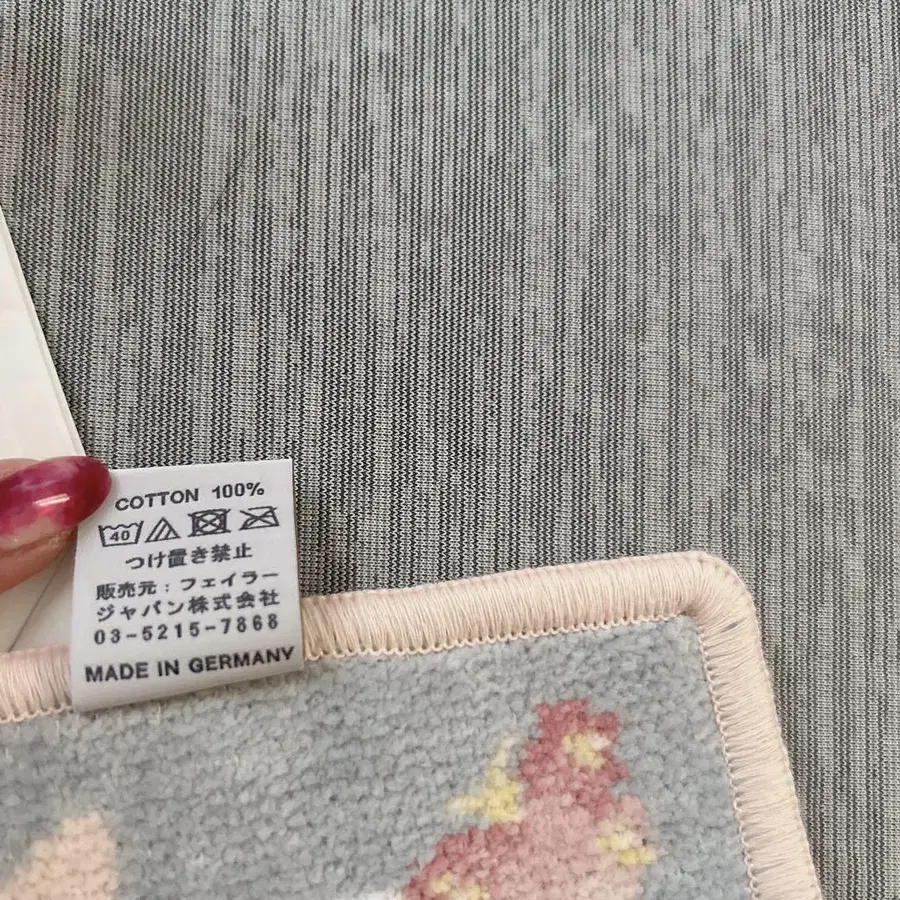 COTTON 100%
40
つけ置き禁止
販売元:フェイラー
ジャパン株式会社
03-5215-7868
MADE IN GERMANY